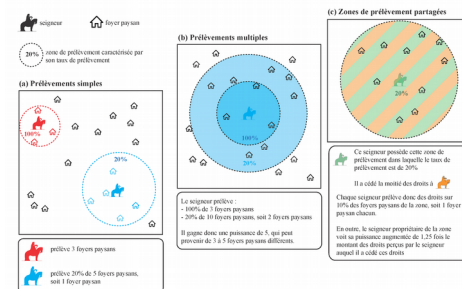 seigneur
foyer paysan
20%
zone de prélèvement caractérisée par
son taux de prélèvement
(a) Prélèvements simples
100%
20%
prélève 3 foyers paysans
prélève 20% de 5 foyers paysans,
soit 1 foyer paysan
(b) Prélèvements multiples
100%
20%
Le seigneur prélève :
- 100% de 3 foyers paysans
- 20% de 10 foyers paysans, soit 2 foyers paysans
Il gagne donc une puissance de 5, qui peut
provenir de 3 à 5 foyers paysans différents.
(c) Zones de prélèvement partagées
20%
Ce seigneur possède cette zone de
prélèvement dans laquelle le taux de
prélèvement est de 20%
Il a cédé la moitié des droits à
Chaque seigneur prélève donc des droits sur
10% des foyers paysans de la zone, soit 1 foyer
paysan chacun.
En outre, le seigneur propriétaire de la zone
voit sa puissance augmentée de 1,25 fois le
montant des droits perçus par le seigneur
auquel il a cédé ces droits